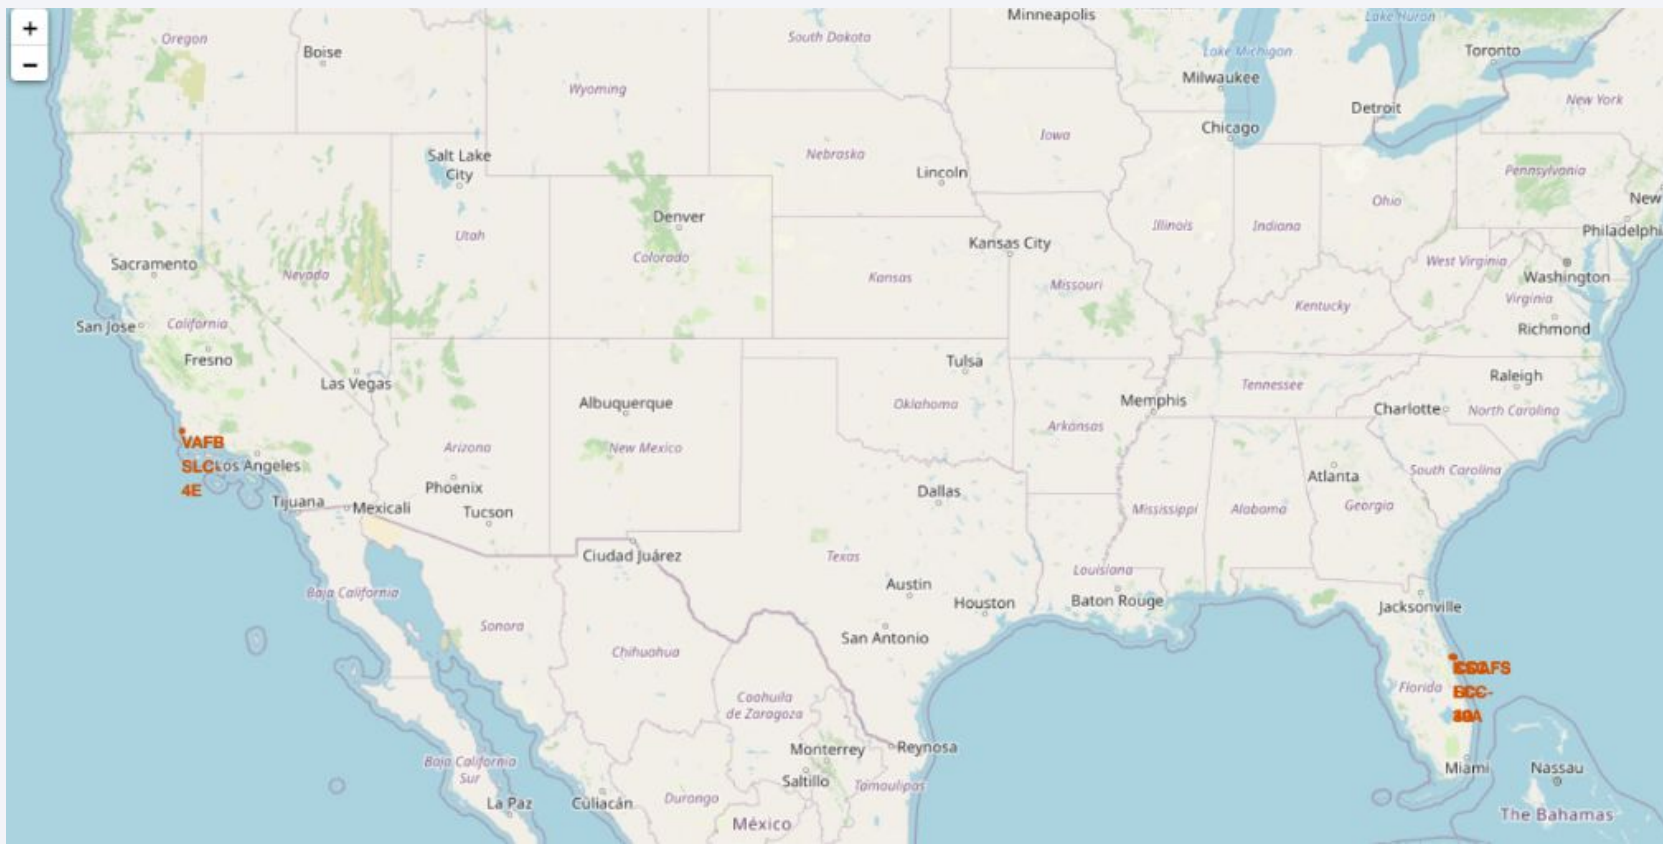 +
−
Minneapolis
Lake Huron
Oregon
South Dakota
Boise
Lake Michigan
Toronto
Milwaukee
Wyoming
New York
Detroit
Chicago
Iowa
Salt Lake
City
Nebraska
Lincoln
Pennsylvania
New
Ohio
Denver
Illinois
Indiana
Philadelphi
Utah
Kansas City
Colorado
Sacramento
Nevada
Kansas
Missouri
West Virginia
Washington
Virginia
Kentucky
San Jose
California
Richmond
Fresno
Tulsa
Las Vegas
Raleigh
Tennessee
Albuquerque
Oklahoma
Memphis
Charlotte
North Carolina
Arkansas
VAFB
SLC-
4E
Los Angeles
Arizona
New Mexico
South Carolina
Atlanta
Phoenix
Dallas
Tijuana
Mexicali
Tucson
Mississippi
Alabama
Georgia
Ciudad Juárez
Texas
Louisiana
Austin
Baja California
Houston
Baton Rouge
Jacksonville
Sonora
San Antonio
Chihuahua
Florida
Coahuila
de Zaragoza
Monterrey
Reynosa
Baja California
Sur
Saltillo
Tamaulipas
Miami
Nassau
La Paz
Culiacán
Durango
México
The Bahamas